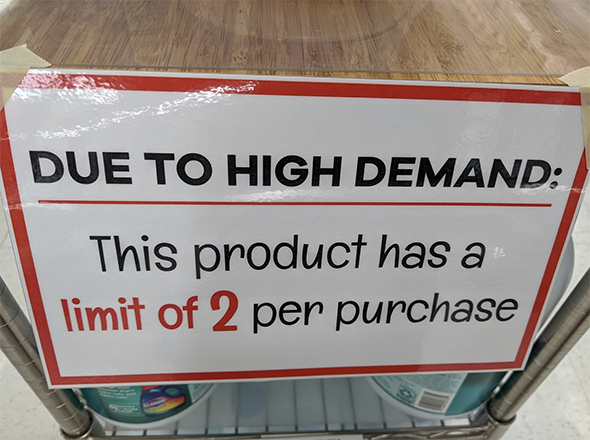 DUE TO HIGH DEMAND:
This product has a
limit of 2 per purchase